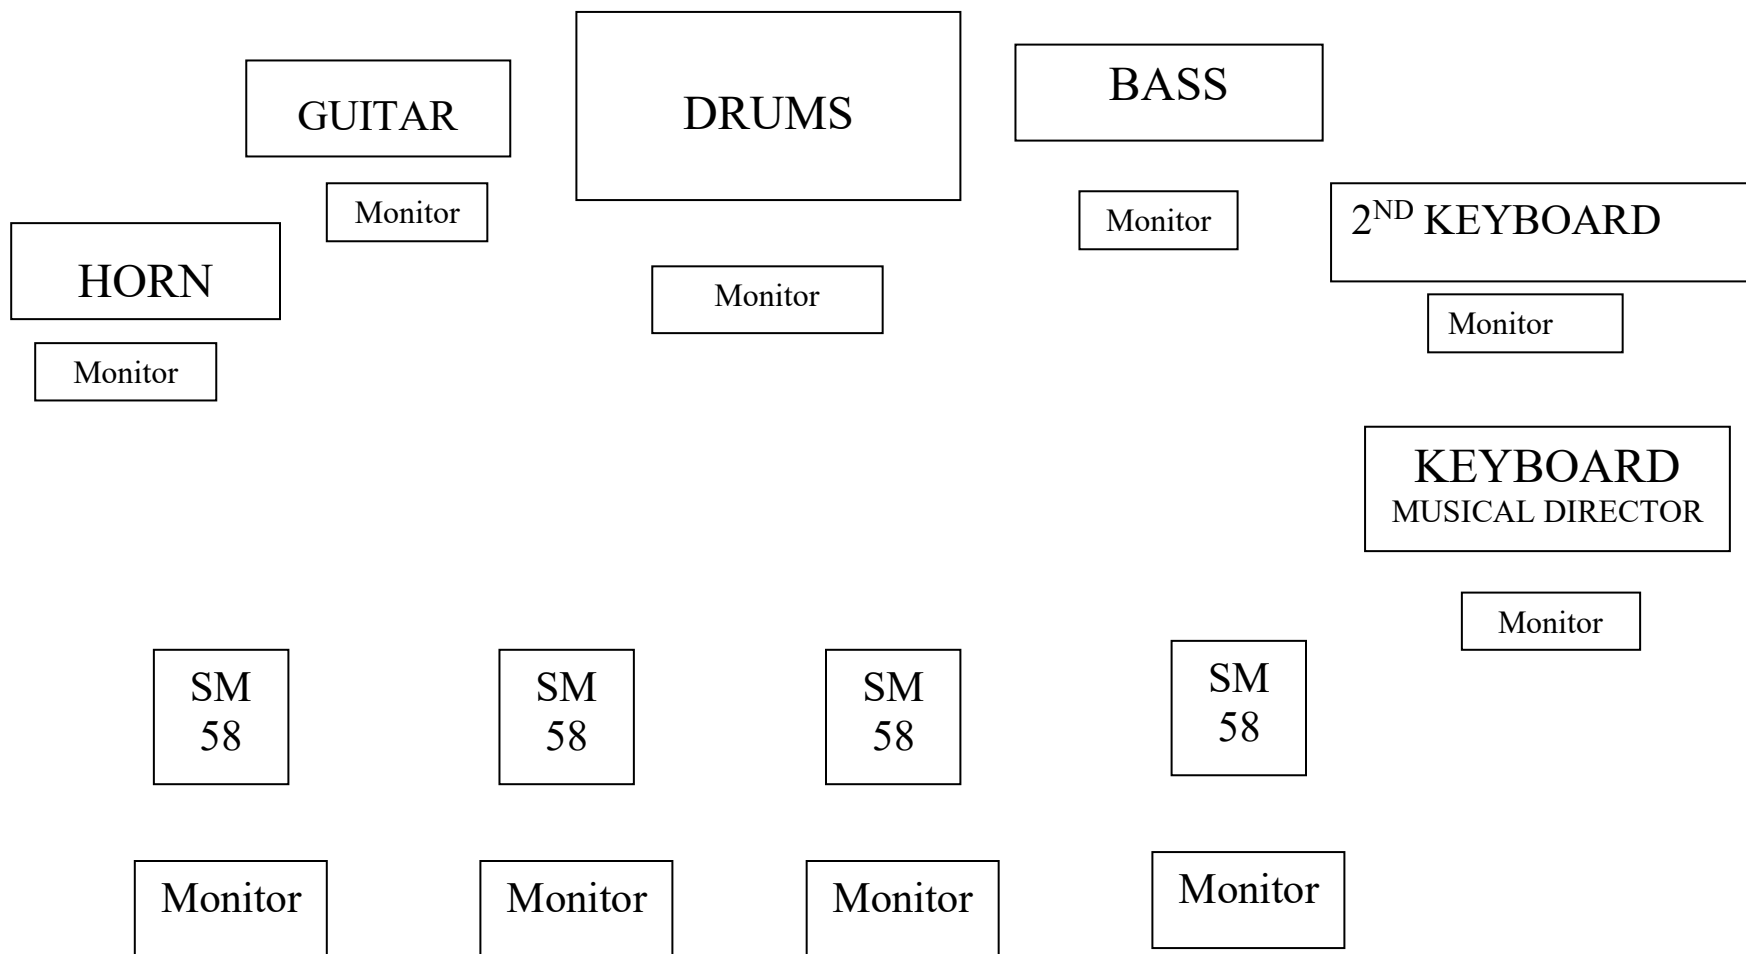 GUITAR
DRUMS
BASS
Monitor
Monitor
2ND KEYBOARD
HORN
Monitor
Monitor
Monitor
KEYBOARD
MUSICAL DIRECTOR
Monitor
SM
58
SM
58
SM
58
SM
58
Monitor
Monitor
Monitor
Monitor